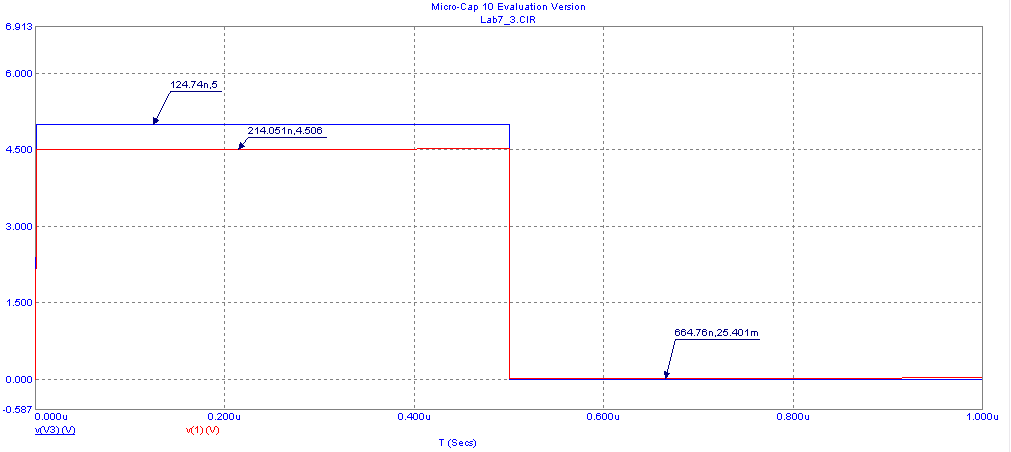 Micro-Cap 10 Evaluation Version
Lab7_3.CIR
6.913
6.000
124.74n,5
214.051n,4.506
4.500
3.000
1.500
664.76n,25.401m
0.000
-0.587
0.000u 0.200u 0.400u 0.600u 0.800u 1.000u
v(V3) (V) v(1) (V)
T (Secs)